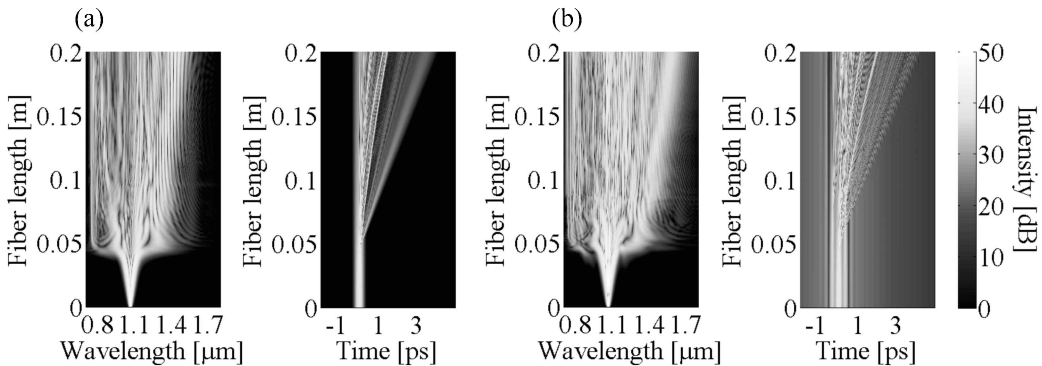 (a)
0.2
0.15
0.1
0.05
0
Fiber length [m]
0.8 1.1 1.4 1.7
Wavelength [μm]
0.2
0.15
0.1
0.05
0
Fiber length [m]
-1 1 3
Time [ps]
(b)
0.2
0.15
0.1
0.05
0
Fiber length [m]
0.8 1.1 1.4 1.7
Wavelength [μm]
0.2
0.15
0.1
0.05
0
Fiber length [m]
-1 1 3
Time [ps]
50
40
30
20
10
0
Intensity [dB]